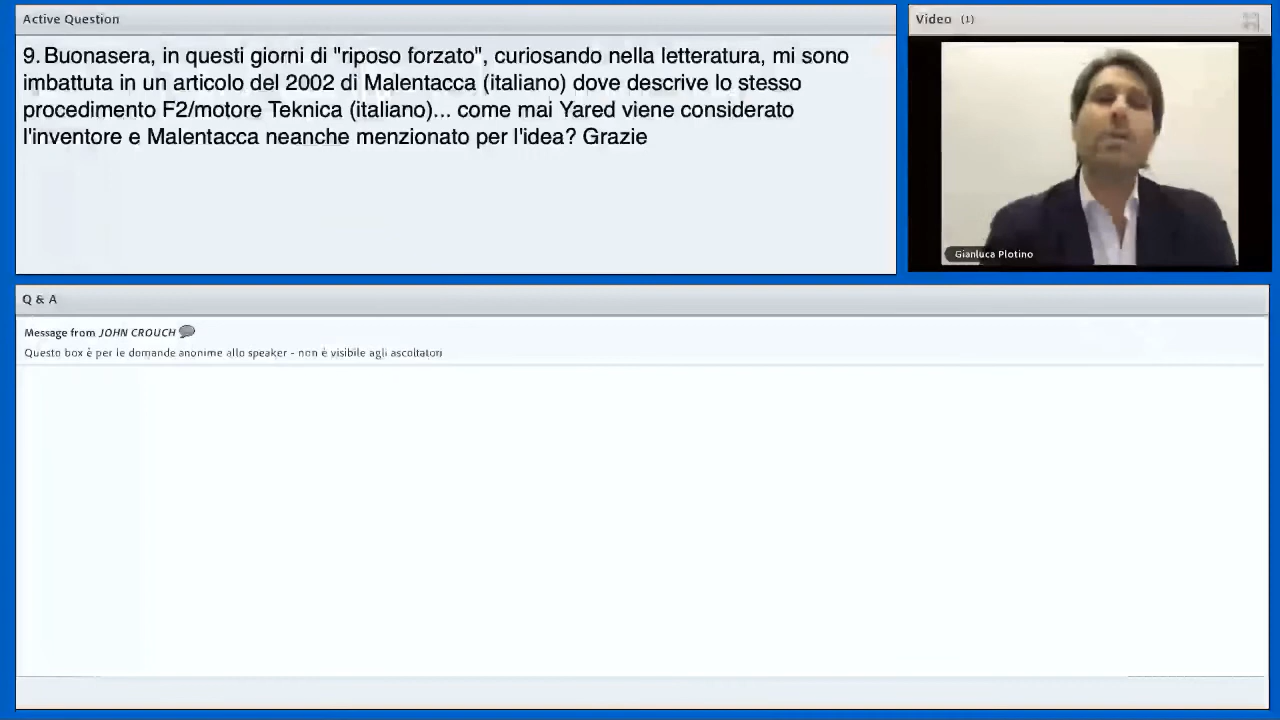 Active Question
Video (1)
9. Buonasera, in questi giorni di "riposo forzato", curiosando nella letteratura, mi sono
imbattuta in un articolo del 2002 di Malentacca (italiano) dove descrive lo stesso
procedimento F2/motore Teknica (italiano)... come mai Yared viene considerato
l'inventore e Malentacca neanche menzionato per l'idea? Grazie
Gianluca Plotino
Q & A
Message from JOHN CROUCH
Questo box è per le domande anonime allo speaker - non è visibile agli ascoltatori